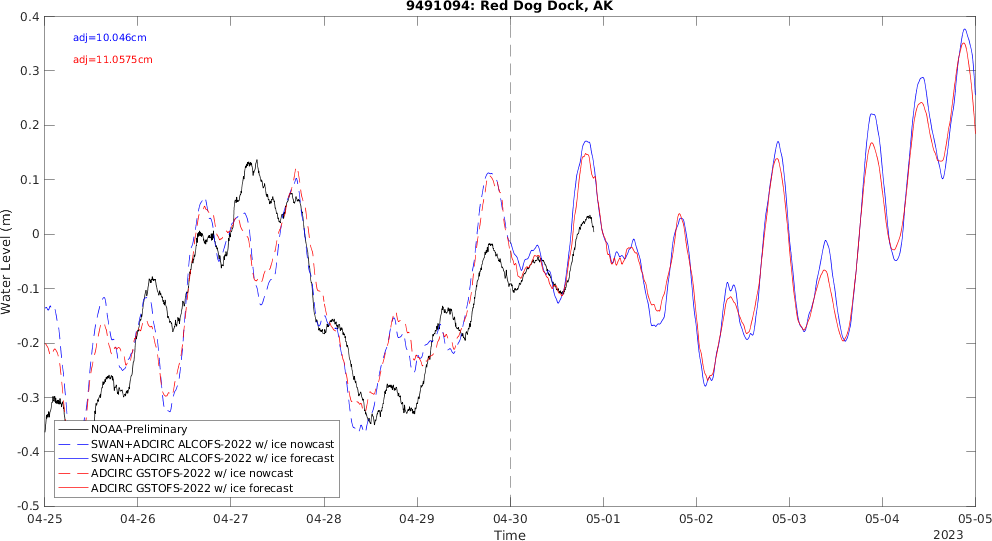 9491094: Red Dog Dock, AK
adj=10.046cm
adj=11.0575cm
Water Level (m)
0.4
0.3
0.2
0.1
0
-0.1
-0.2
-0.3
-0.4
-0.5
NOAA-Preliminary
SWAN+ADCIRC ALCOFS-2022 w/ ice nowcast
SWAN+ADCIRC ALCOFS-2022 w/ ice forecast
ADCIRC GSTOFS-2022 w/ ice nowcast
ADCIRC GSTOFS-2022 w/ ice forecast
04-25 04-26 04-27 04-28 04-29 04-30 05-01 05-02 05-03 05-04 05-05
Time
2023